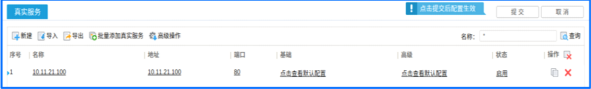 真实服务
点击提交后配置生效
提交
取消
新建 导入 导出 批量添加真实服务 高级操作
名称： * 查询
序号 名称 地址 端口 基础 高级 状态 操作
1 10.11.21.100 10.11.21.100 80 点击查看默认配置 点击查看默认配置 启用